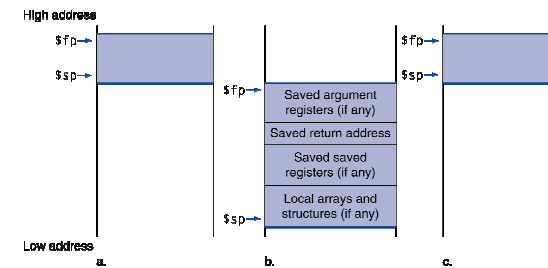 High address
$fp
$sp
$fp
Saved argument
registers (if any)
Saved return address
Saved saved
registers (if any)
Local arrays and
structures (if any)
$sp
$fp
$sp
Low address
a.
b.
c.